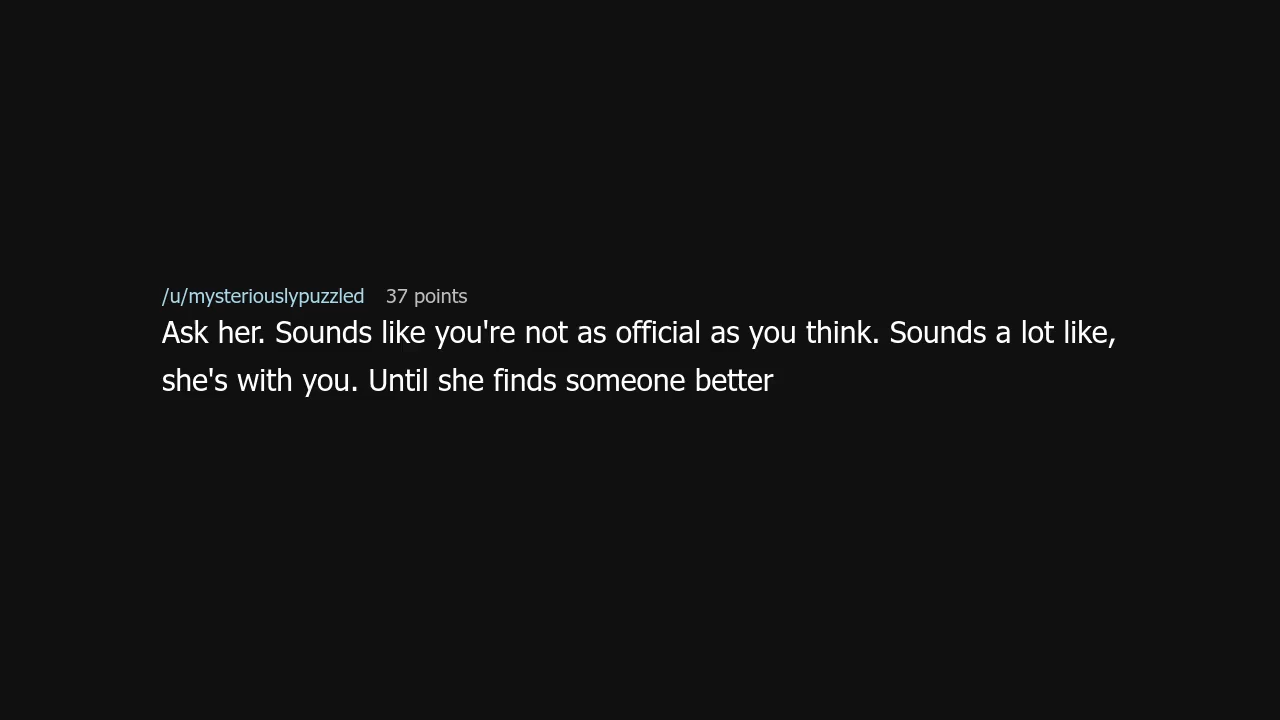 /u/mysteriouslypuzzled 37 points
Ask her. Sounds like you're not as official as you think. Sounds a lot like,
she's with you. Until she finds someone better